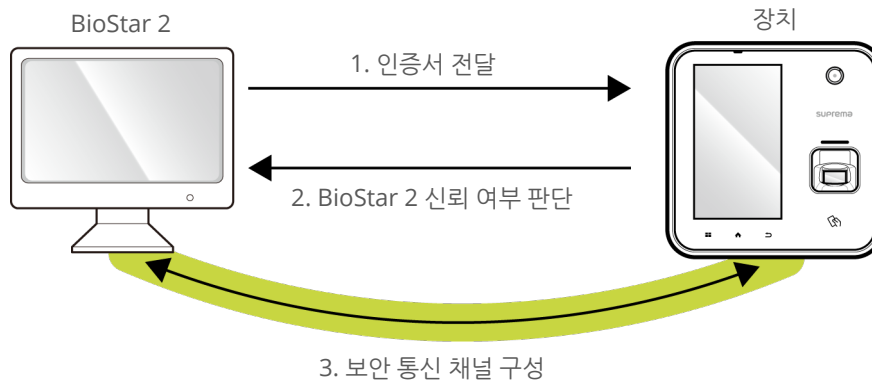 BioStar 2
장치
1. 인증서 전달
suprema
2. BioStar 2 신뢰 여부 판단
3. 보안 통신 채널 구성